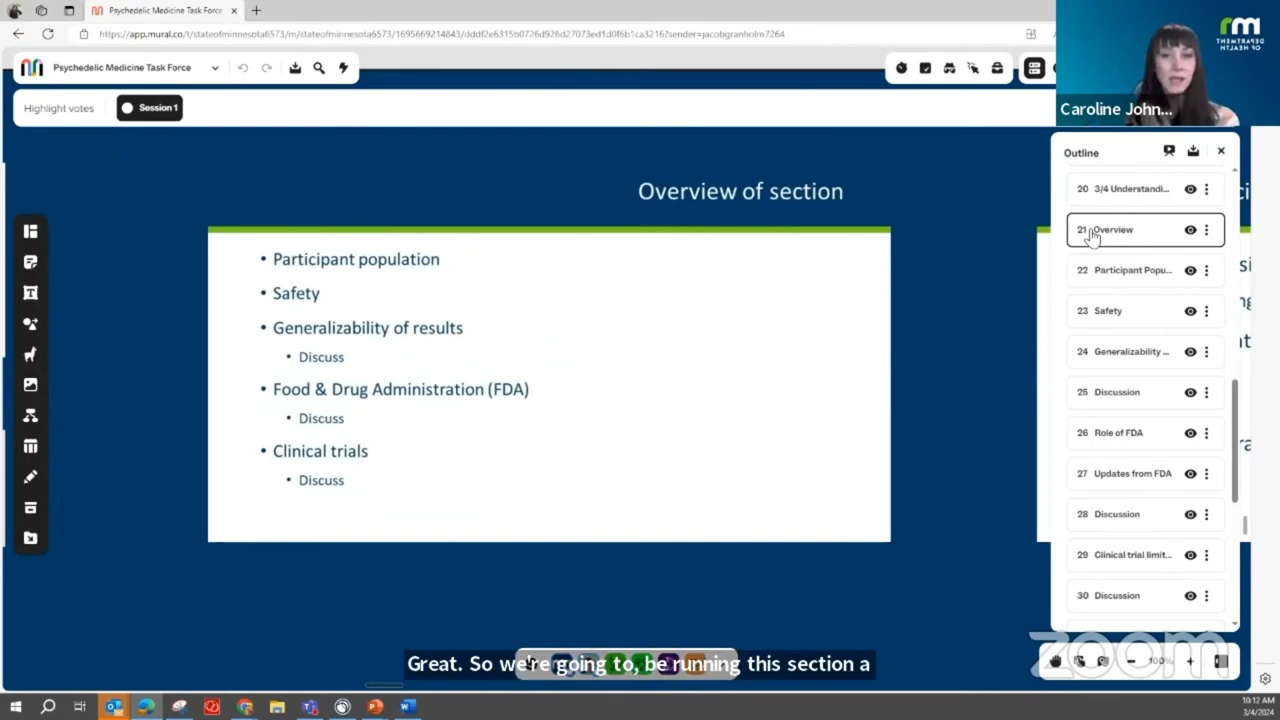 Psychedelic Medicine Task Force
https://app.mural.co/t/stateofminnesota6573/m/stateofminnesota6573/1695669214843/dddf2e6315b0726d926d27073ed1d0f6b1ca3216?sender=jacobgranholm7264
Psychedelic Medicine Task Force
Highlight votes
Session 1
DEPARTMENT
OF HEALTH
Caroline John...
Overview of section
• Participant population
• Safety
• Generalizability of results
• Discuss
• Food & Drug Administration (FDA)
• Discuss
• Clinical trials
• Discuss
Outline
20 3/4 Understandi...
21 Overview
22 Participant Popu...
23 Safety
24 Generalizability ...
25 Discussion
26 Role of FDA
27 Updates from FDA
28 Discussion
29 Clinical trial limit...
30 Discussion
zoom
100%
Great. So we're going to, be running this section a
10:12 AM
3/4/2024